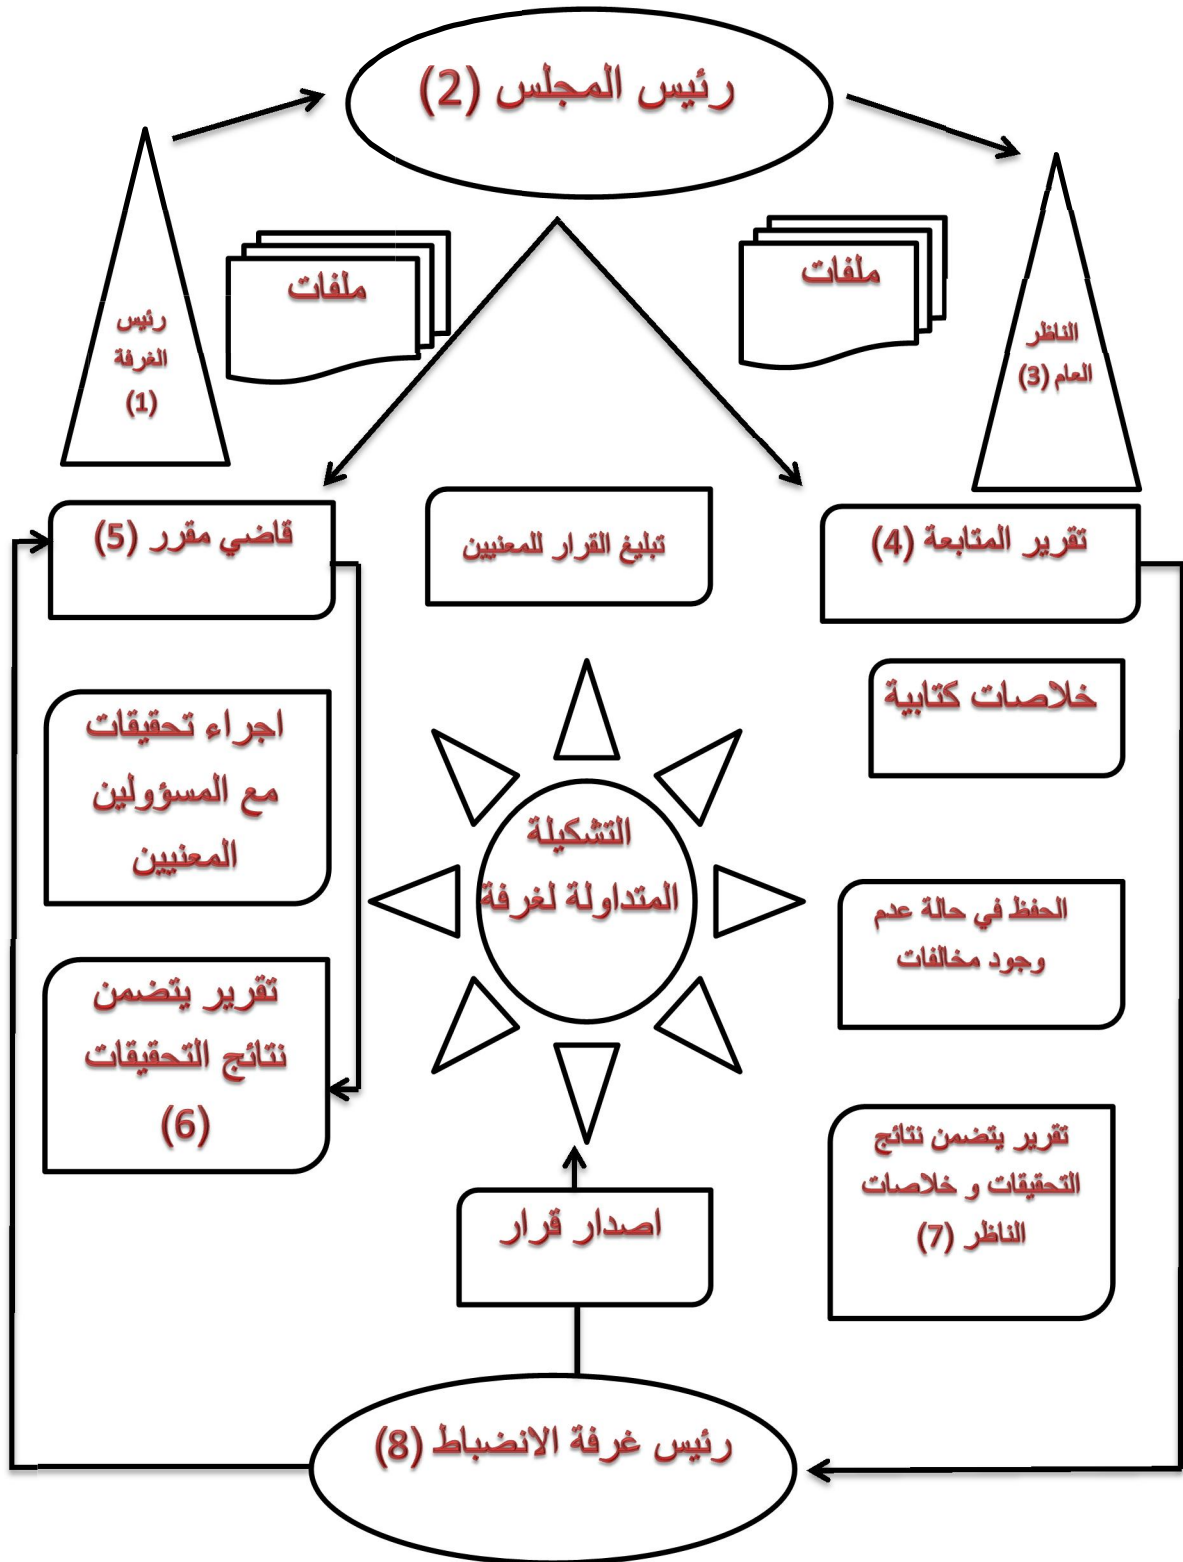 رئيس المجلس (2)
ملفات
ملفات
الناظر
العام (3)
رئيس
الغرفة
(1)
تقرير المتابعة (4)
تبليغ القرار للمعنيين
قاضي مقرر (5)
خلاصات كتابية
اجراء تحقيقات
مع المسؤولين
المعنيين
التشكيلة
المتداولة لغرفة
الحفظ في حالة عدم
وجود مخالفات
تقرير يتضمن
نتائج التحقيقات
(6)
تقرير يتضمن نتائج
التحقيقات و خلاصات
الناظر (7)
اصدار قرار
رئيس غرفة الانضباط (8)